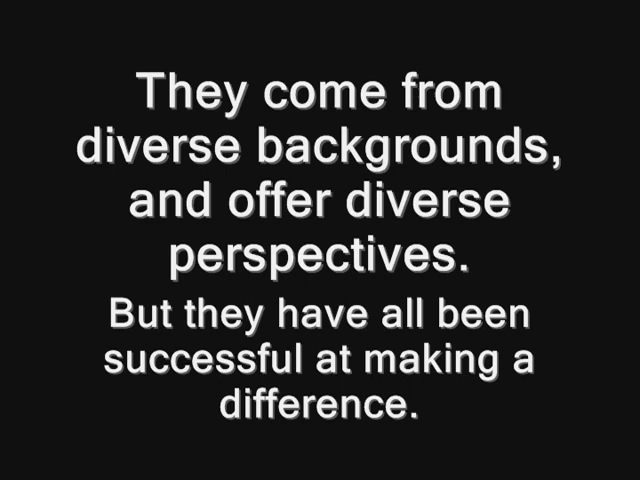 They come from
diverse backgrounds,
and offer diverse
perspectives.
But they have all been
successful at making a
difference.